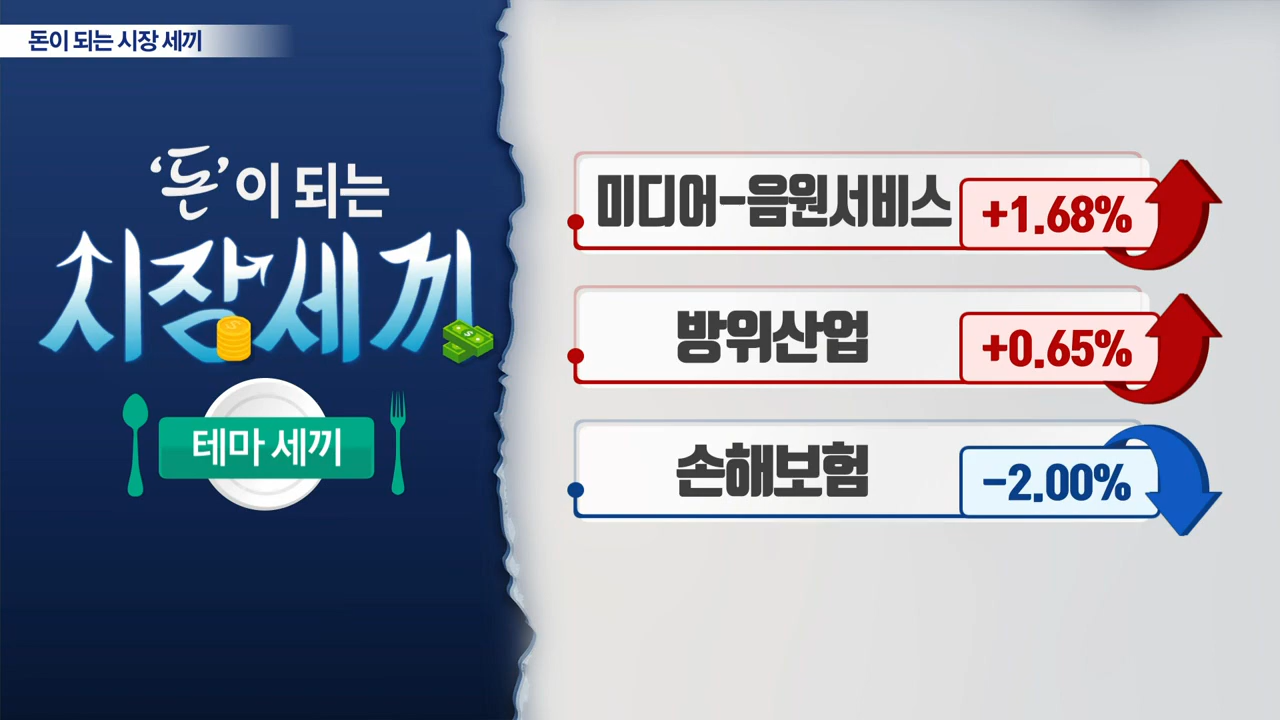 돈이 되는 시장 세끼
‘돈’이 되는
시장세끼
테마 세끼
미디어-음원서비스 +1.68%
방위산업 +0.65%
손해보험 -2.00%